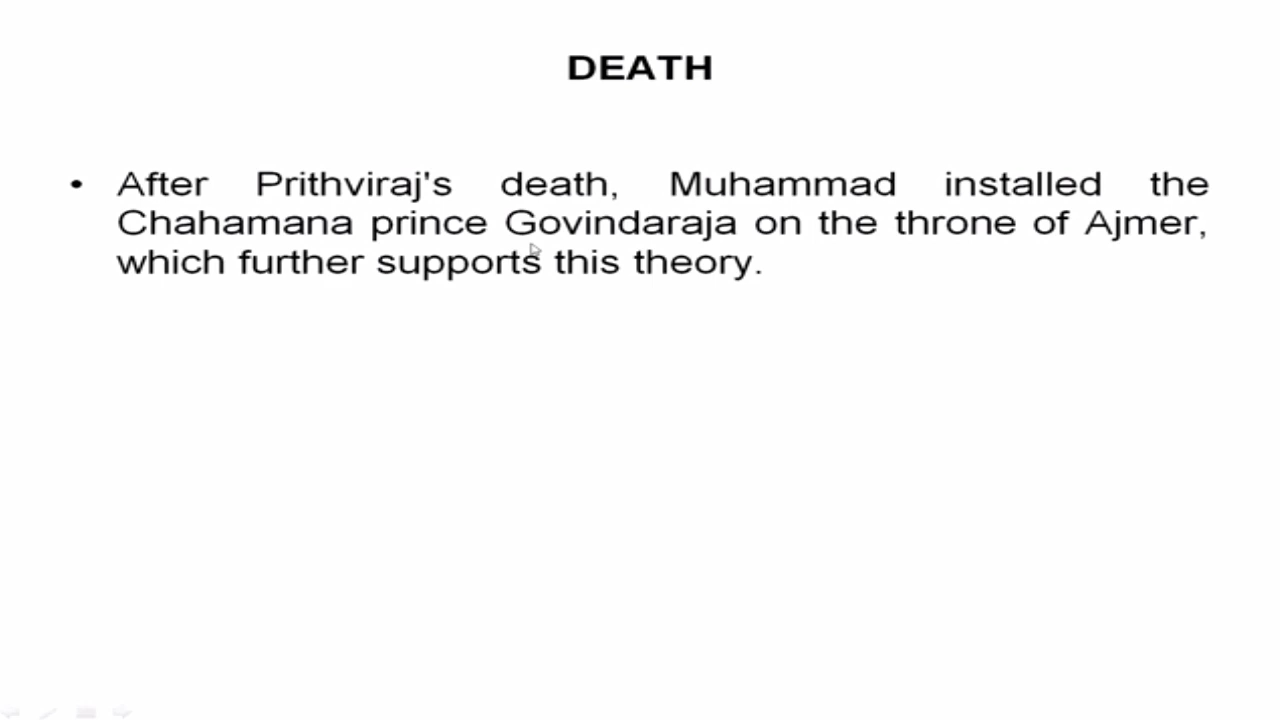 DEATH
• After Prithviraj's death, Muhammad installed the
Chahamana prince Govindaraja on the throne of Ajmer,
which further supports this theory.